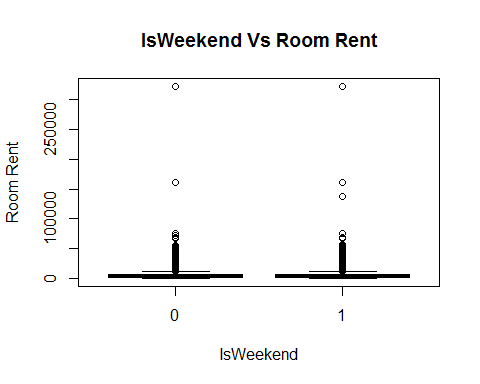 IsWeekend Vs Room Rent
250000
100000
0
Room Rent
0 1
IsWeekend